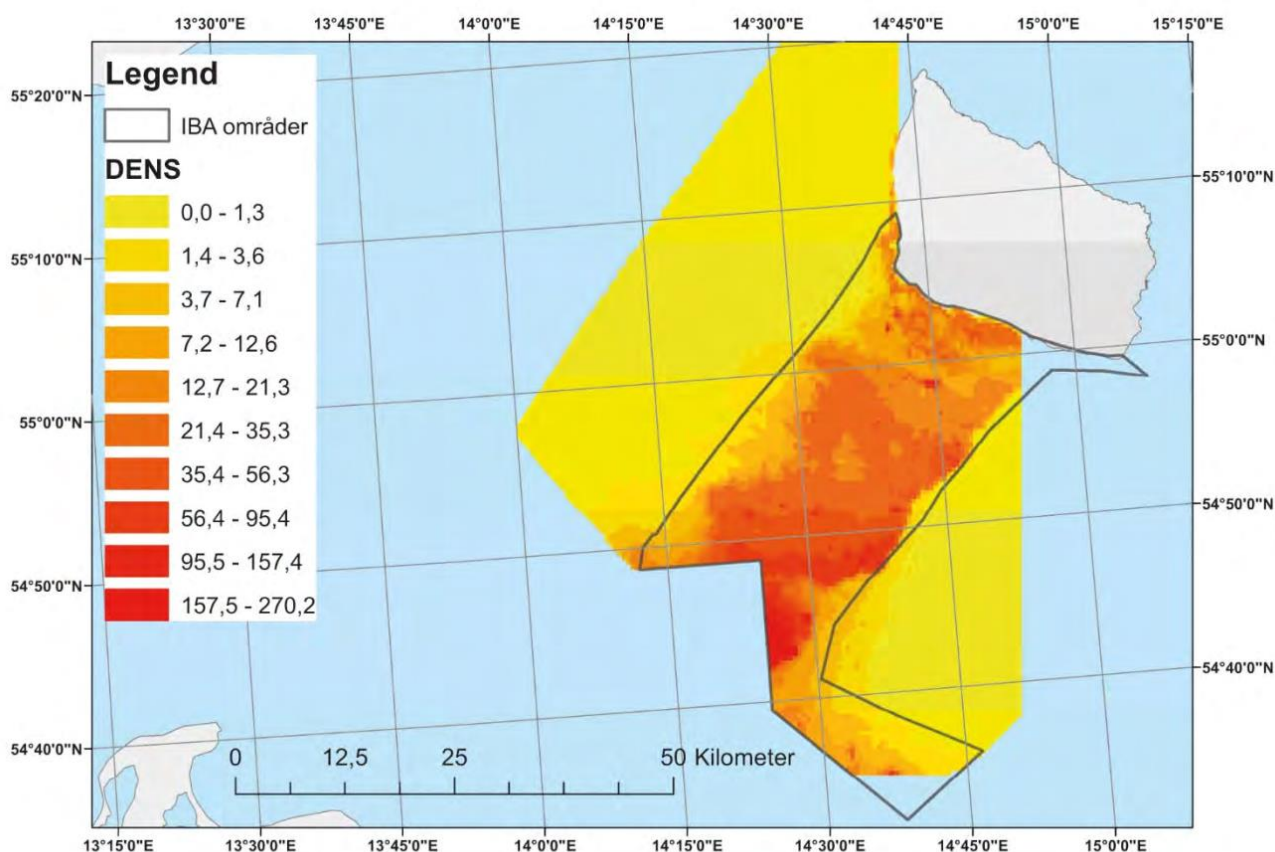 13°30'0"E 13°45'0"E 14°0'0"E 14°15'0"E 14°30'0"E 14°45'0"E 15°0'0"E 15°15'0"E
Legend
IBA områder
DENS
0,0 - 1,3
1,4 - 3,6
3,7 - 7,1
7,2 - 12,6
12,7 - 21,3
21,4 - 35,3
35,4 - 56,3
56,4 - 95,4
95,5 - 157,4
157,5 - 270,2
55°20'0"N
55°10'0"N
55°0'0"N
54°50'0"N
54°40'0"N
55°10'0"N
55°0'0"N
54°50'0"N
54°40'0"N
0 12,5 25 50 Kilometer
13°15'0"E 13°30'0"E 13°45'0"E 14°0'0"E 14°15'0"E 14°30'0"E 14°45'0"E 15°0'0"E